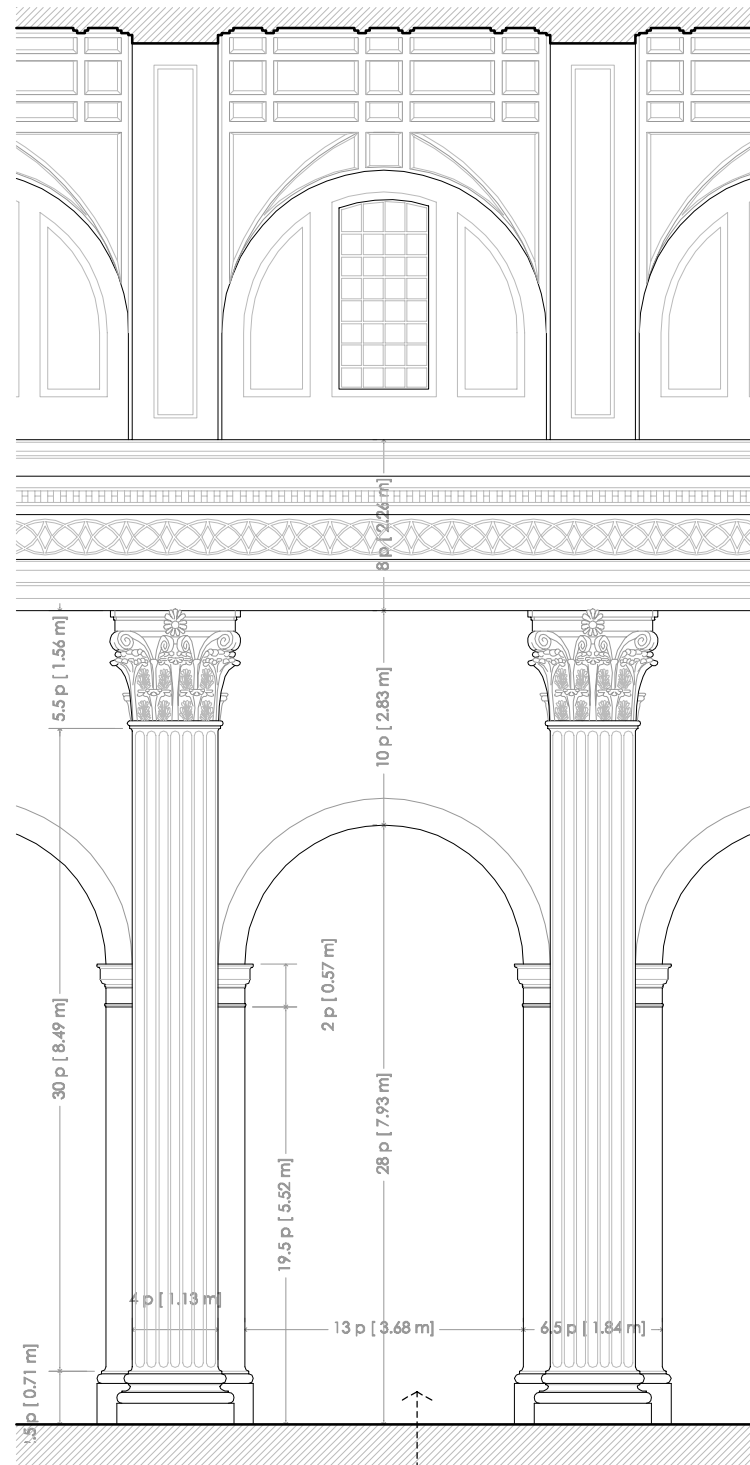 8 p [ 2.26 m]
5.5 p [ 1.56 m]
10 p [ 2.83 m]
2 p [ 0.57 m]
30 p [ 8.49 m]
28 p [ 7.93 m]
19.5 p [ 5.52 m]
4 p [ 1.13 m]
13 p [ 3.68 m]
6.5 p [ 1.84 m]
.5 p [ 0.71 m]